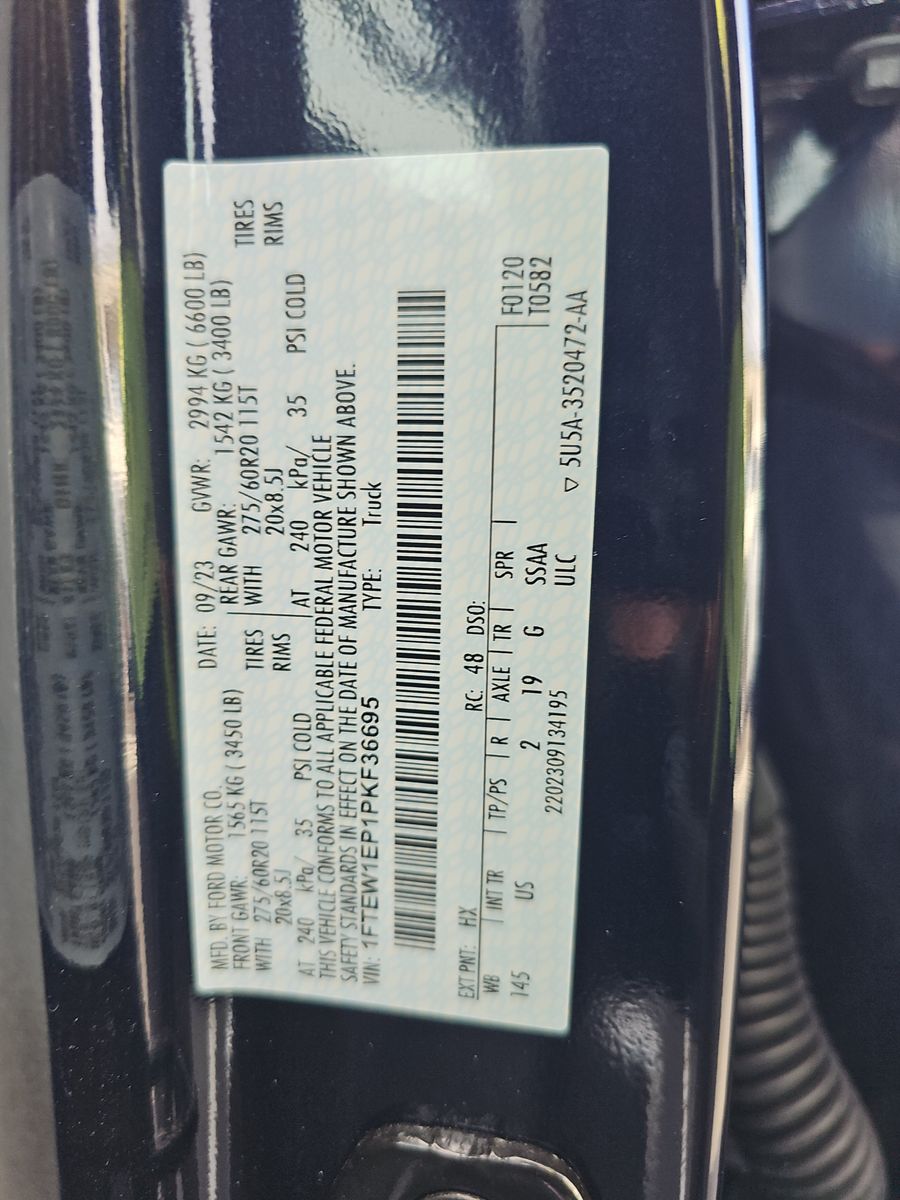 MFD. BY FORD MOTOR CO.
DATE: 09/23 GVWR: 2994 KG ( 6600 LB)
FRONT GAWR: 1565 KG ( 3450 LB) REAR GAWR: 1542 KG ( 3400 LB)
WITH 275/60R20 115T TIRES WITH 275/60R20 115T TIRES
20x8.5J RIMS 20x8.5J RIMS
AT 240 kPa/ 35 PSI COLD AT 240 kPa/ 35 PSI COLD
THIS VEHICLE CONFORMS TO ALL APPLICABLE FEDERAL MOTOR VEHICLE
SAFETY STANDARDS IN EFFECT ON THE DATE OF MANUFACTURE SHOWN ABOVE.
VIN: 1FTEW1EP1PKF36695 TYPE: Truck
F0120
T0582
EXT PNT: HX RC: 48 DSO:
WB INT TR TP/PS R AXLE TR SPR
145 US 2 19 G SSAA
2202309134195 ULC
▽ 5U5A-3520472-AA